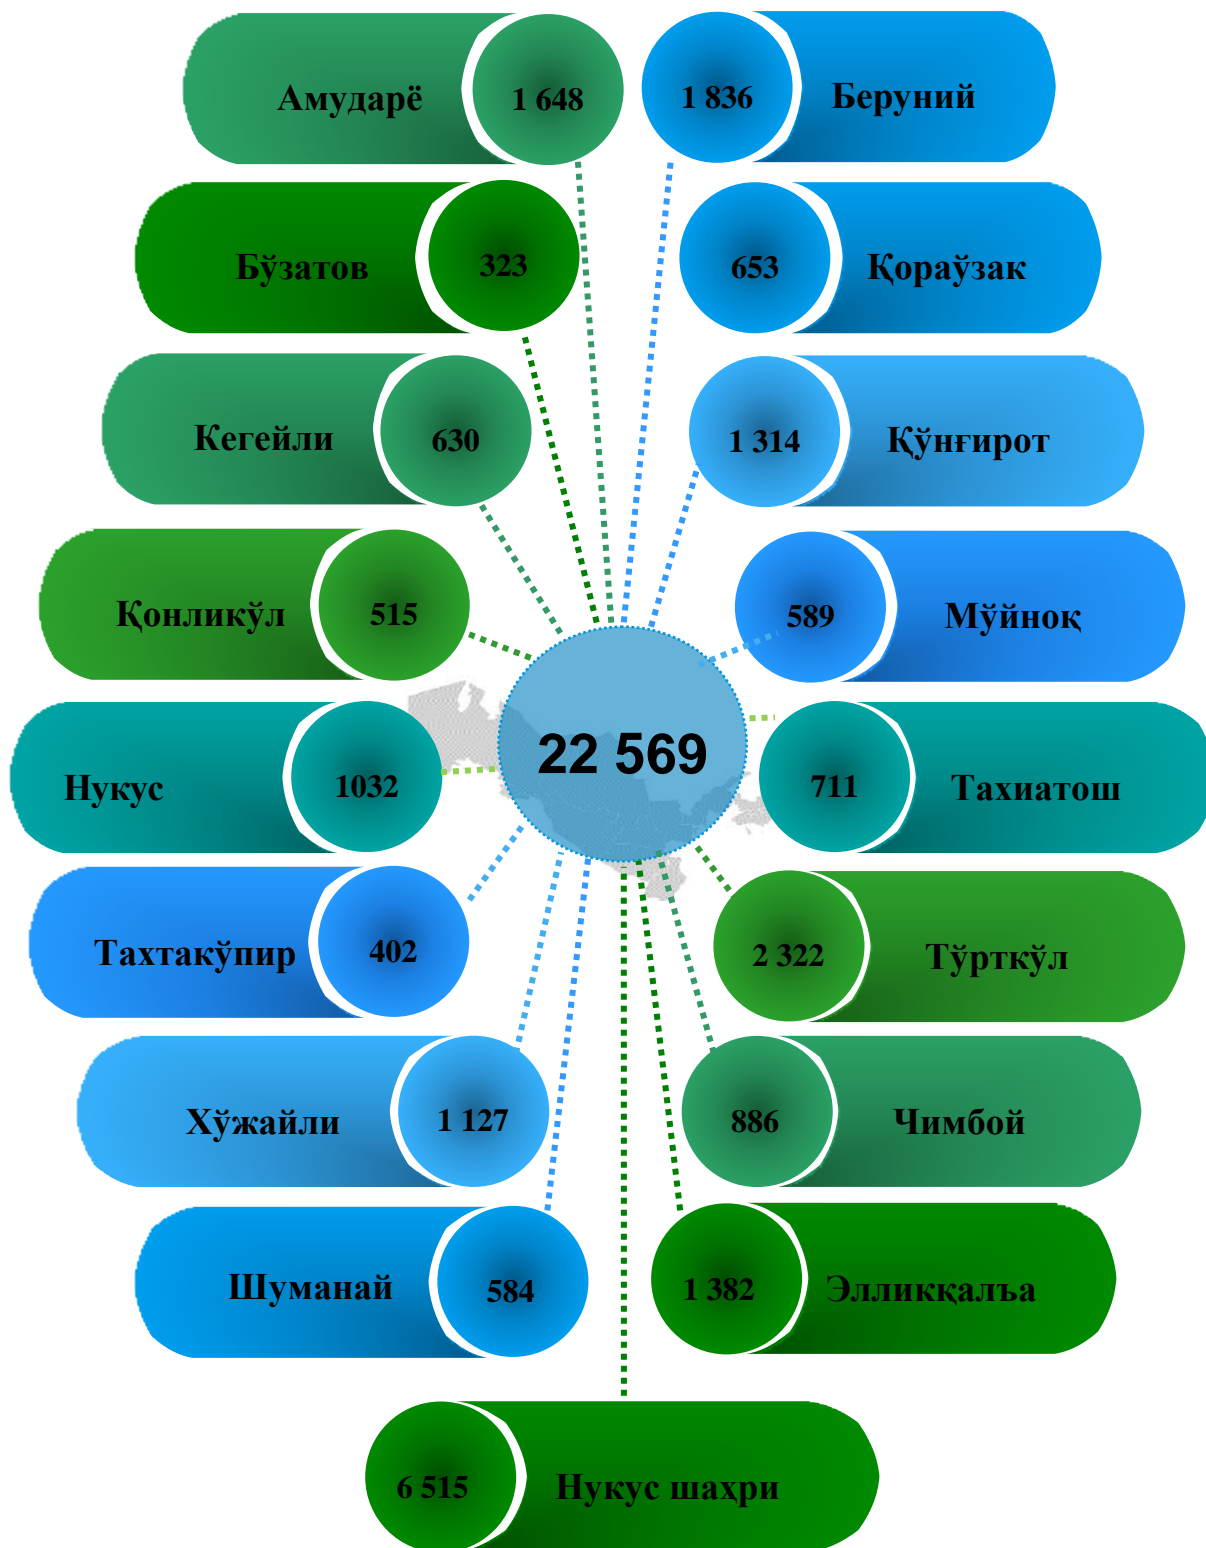 Амударё 1 648
1 836 Беруний
Бўзатов 323
653 Қораўзак
Кегейли 630
1 314 Қўнғирот
Қонликўл 515
589 Мўйноқ
22 569
Нукус 1032
711 Тахиатош
Тахтакўпир 402
2 322 Тўрткўл
Хўжайли 1 127
886 Чимбой
Шуманай 584
1 382 Элликқалъа
6 515 Нукус шаҳри